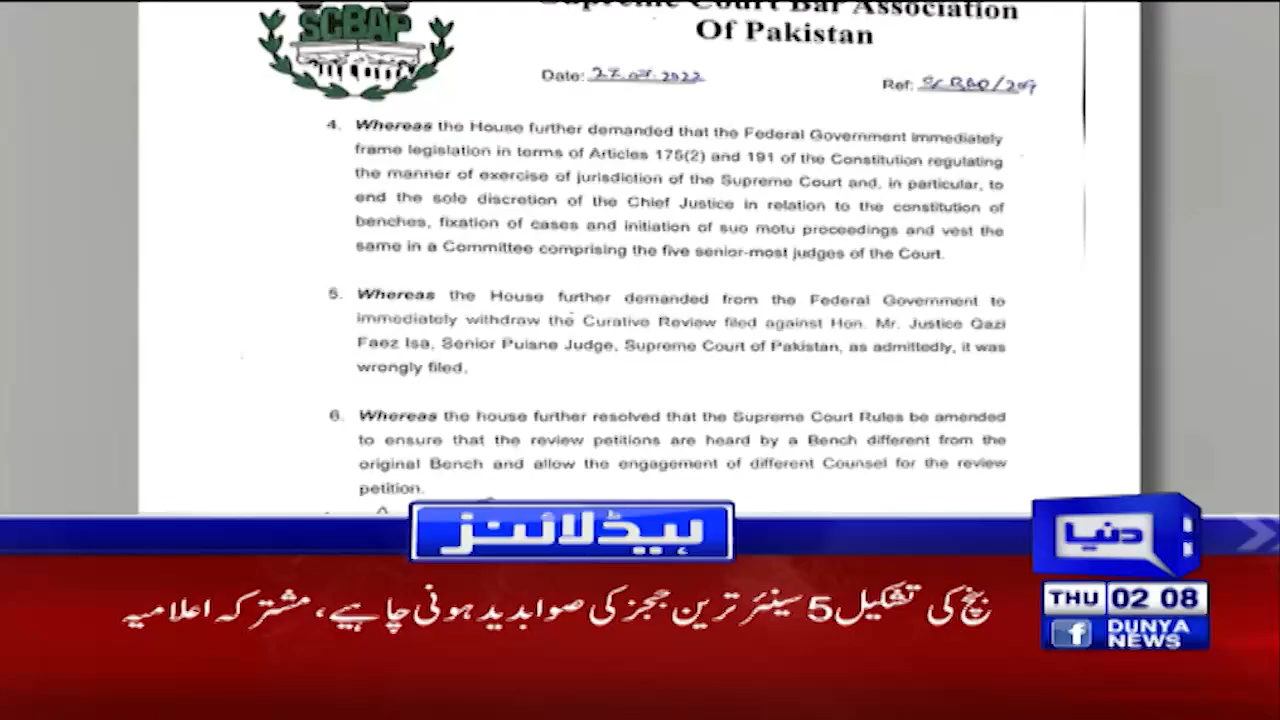 SCBAP
Supreme Court Bar Association
Of Pakistan
Date:
Ref: SCBAP/
4. Whereas the House further demanded that the Federal Government immediately
frame legislation in terms of Articles 175(2) and 191 of the Constitution regulating
the manner of exercise of jurisdiction of the Supreme Court and, in particular, to
end the sole discretion of the Chief Justice in relation to the constitution of
benches, fixation of cases and initiation of suo motu proceedings and vest the
same in a Committee comprising the five senior-most judges of the Court.
5. Whereas the House further demanded from the Federal Government to
immediately withdraw the Curative Review filed against Hon. Mr. Justice Qazi
Faez Isa, Senior Puisne Judge, Supreme Court of Pakistan, as admittedly, it was
wrongly filed.
6. Whereas the house further resolved that the Supreme Court Rules be amended
to ensure that the review petitions are heard by a Bench different from the
original Bench and allow the engagement of different Counsel for the review
petition.
ہیڈلائنز
دنیا
بنچ کی تشکیل 5 سینئر ترین ججز کی صوابدید ہونی چاہیے، مشترکہ اعلامیہ
THU 02 08
DUNYA
NEWS